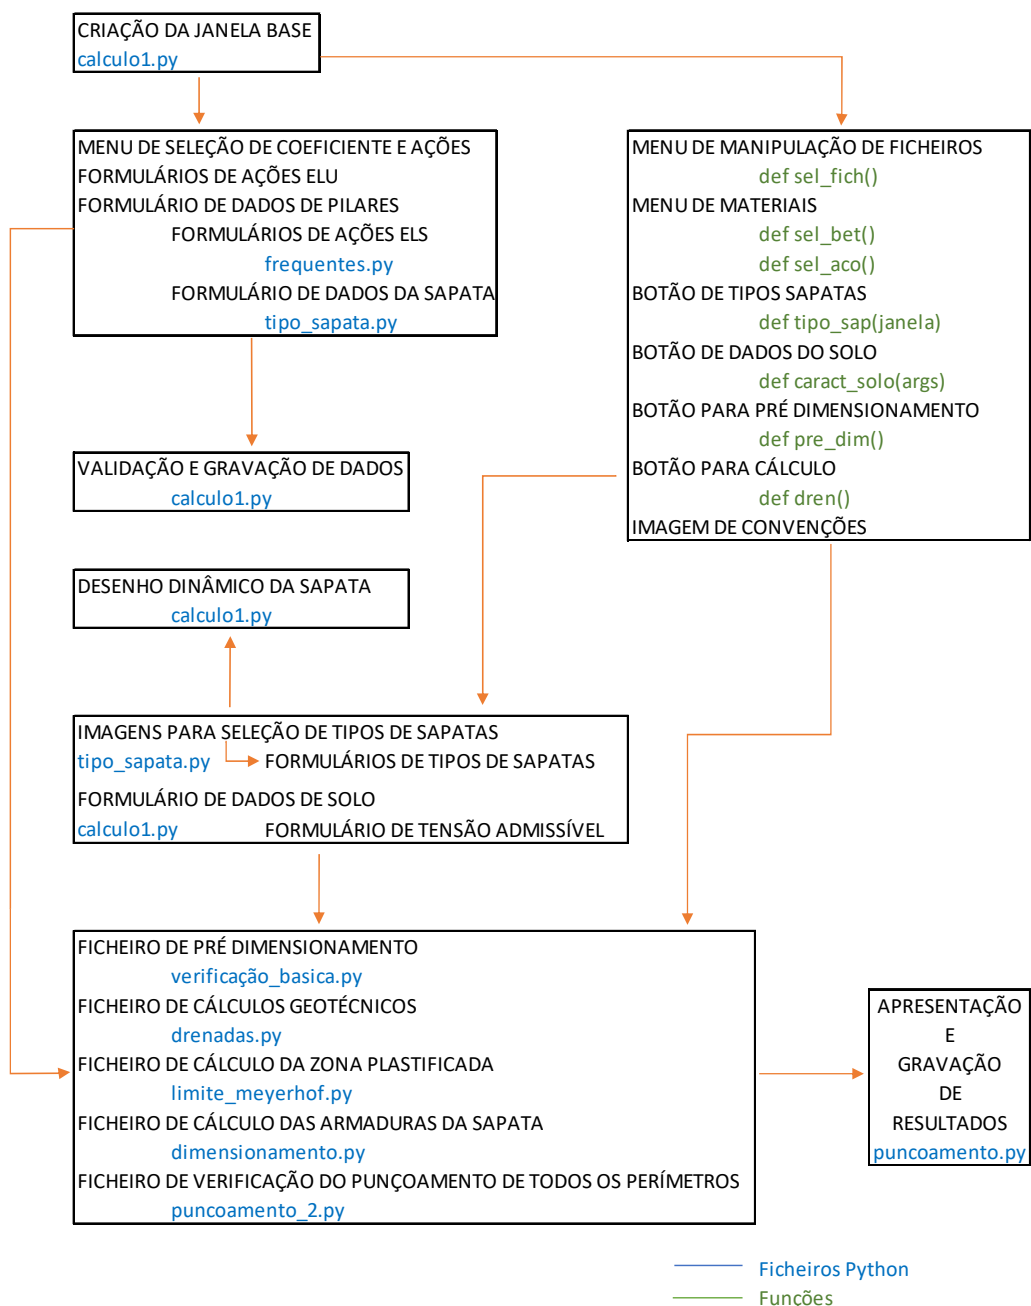 CRIAÇÃO DA JANELA BASE
calculo1.py
MENU DE SELEÇÃO DE COEFICIENTE E AÇÕES
FORMULÁRIOS DE AÇÕES ELU
FORMULÁRIO DE DADOS DE PILARES
FORMULÁRIOS DE AÇÕES ELS
frequentes.py
FORMULÁRIO DE DADOS DA SAPATA
tipo_sapata.py
MENU DE MANIPULAÇÃO DE FICHEIROS
def sel_fich()
MENU DE MATERIAIS
def sel_bet()
def sel_aco()
BOTÃO DE TIPOS SAPATAS
def tipo_sap(janela)
BOTÃO DE DADOS DO SOLO
def caract_solo(args)
BOTÃO PARA PRÉ DIMENSIONAMENTO
def pre_dim()
BOTÃO PARA CÁLCULO
def dren()
IMAGEM DE CONVENÇÕES
VALIDAÇÃO E GRAVAÇÃO DE DADOS
calculo1.py
DESENHO DINÂMICO DA SAPATA
calculo1.py
IMAGENS PARA SELEÇÃO DE TIPOS DE SAPATAS
tipo_sapata.py FORMULÁRIOS DE TIPOS DE SAPATAS
FORMULÁRIO DE DADOS DE SOLO
calculo1.py FORMULÁRIO DE TENSÃO ADMISSÍVEL
FICHEIRO DE PRÉ DIMENSIONAMENTO
verificação_basica.py
FICHEIRO DE CÁLCULOS GEOTÉCNICOS
drenadas.py
FICHEIRO DE CÁLCULO DA ZONA PLASTIFICADA
limite_meyerhof.py
FICHEIRO DE CÁLCULO DAS ARMADURAS DA SAPATA
dimensionamento.py
FICHEIRO DE VERIFICAÇÃO DO PUNÇOAMENTO DE TODOS OS PERÍMETROS
puncoamento_2.py
APRESENTAÇÃO
E
GRAVAÇÃO
DE
RESULTADOS
puncoamento.py
Ficheiros Python
Funções